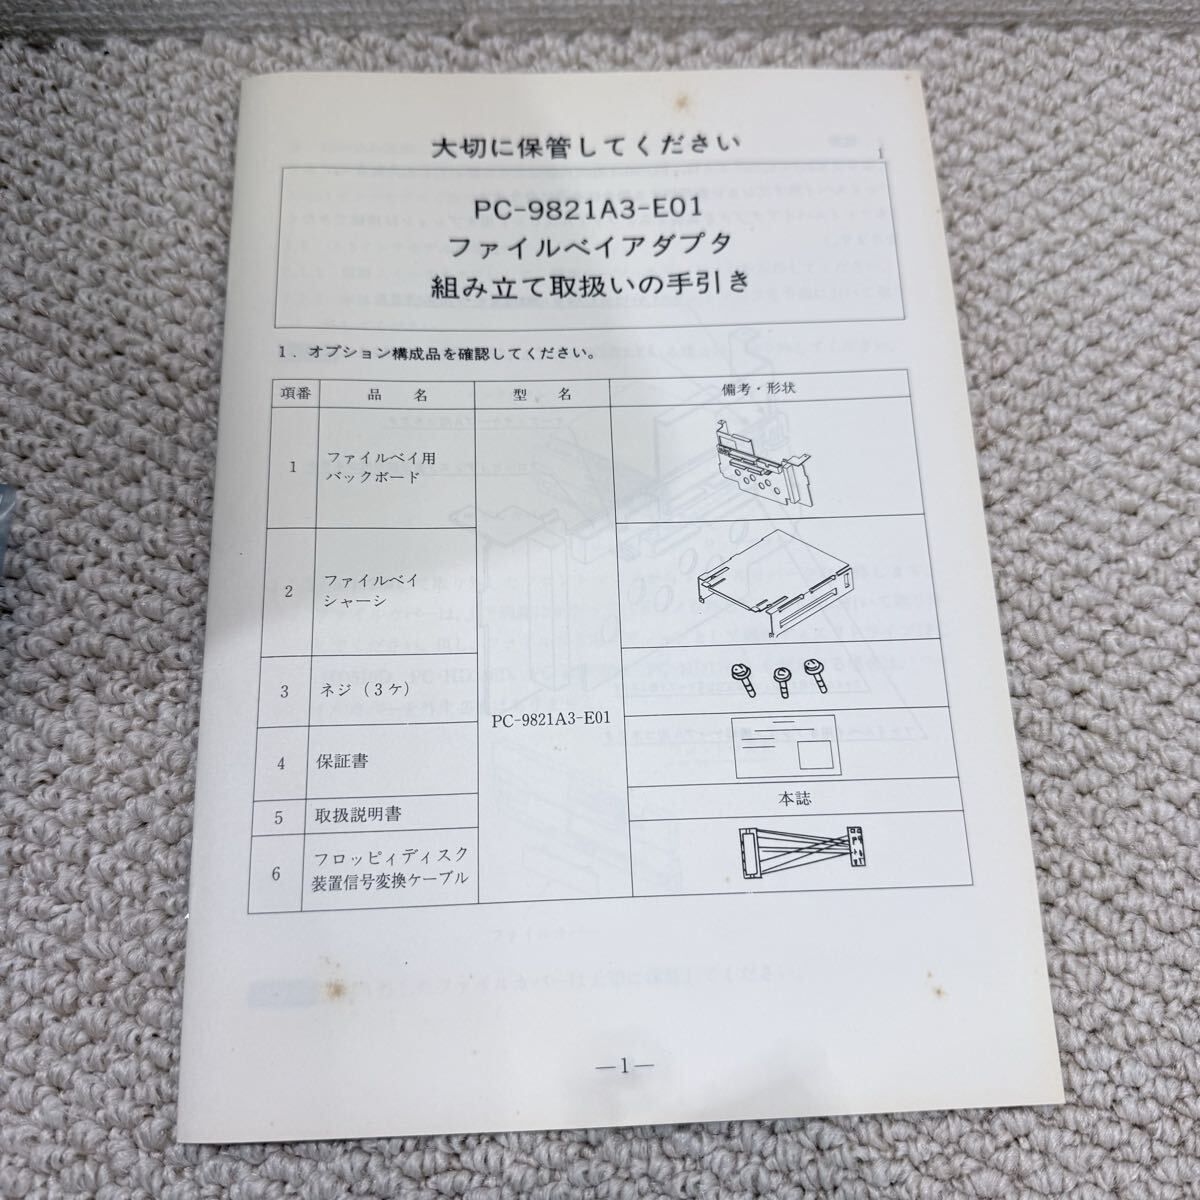 大切に保管してください
1
PC-9821A3-E01
ファイルベイアダプタ
組み立て取扱いの手引き
1．オプション構成品を確認してください。
項番 品 名 型 名 備考・形状
1 ファイルベイ用
バックボード
2 ファイルベイ
シャーシ
3 ネジ（3ケ）
PC-9821A3-E01
4 保証書
5 取扱説明書 本誌
6 フロッピィディスク
装置信号変換ケーブル
—1—